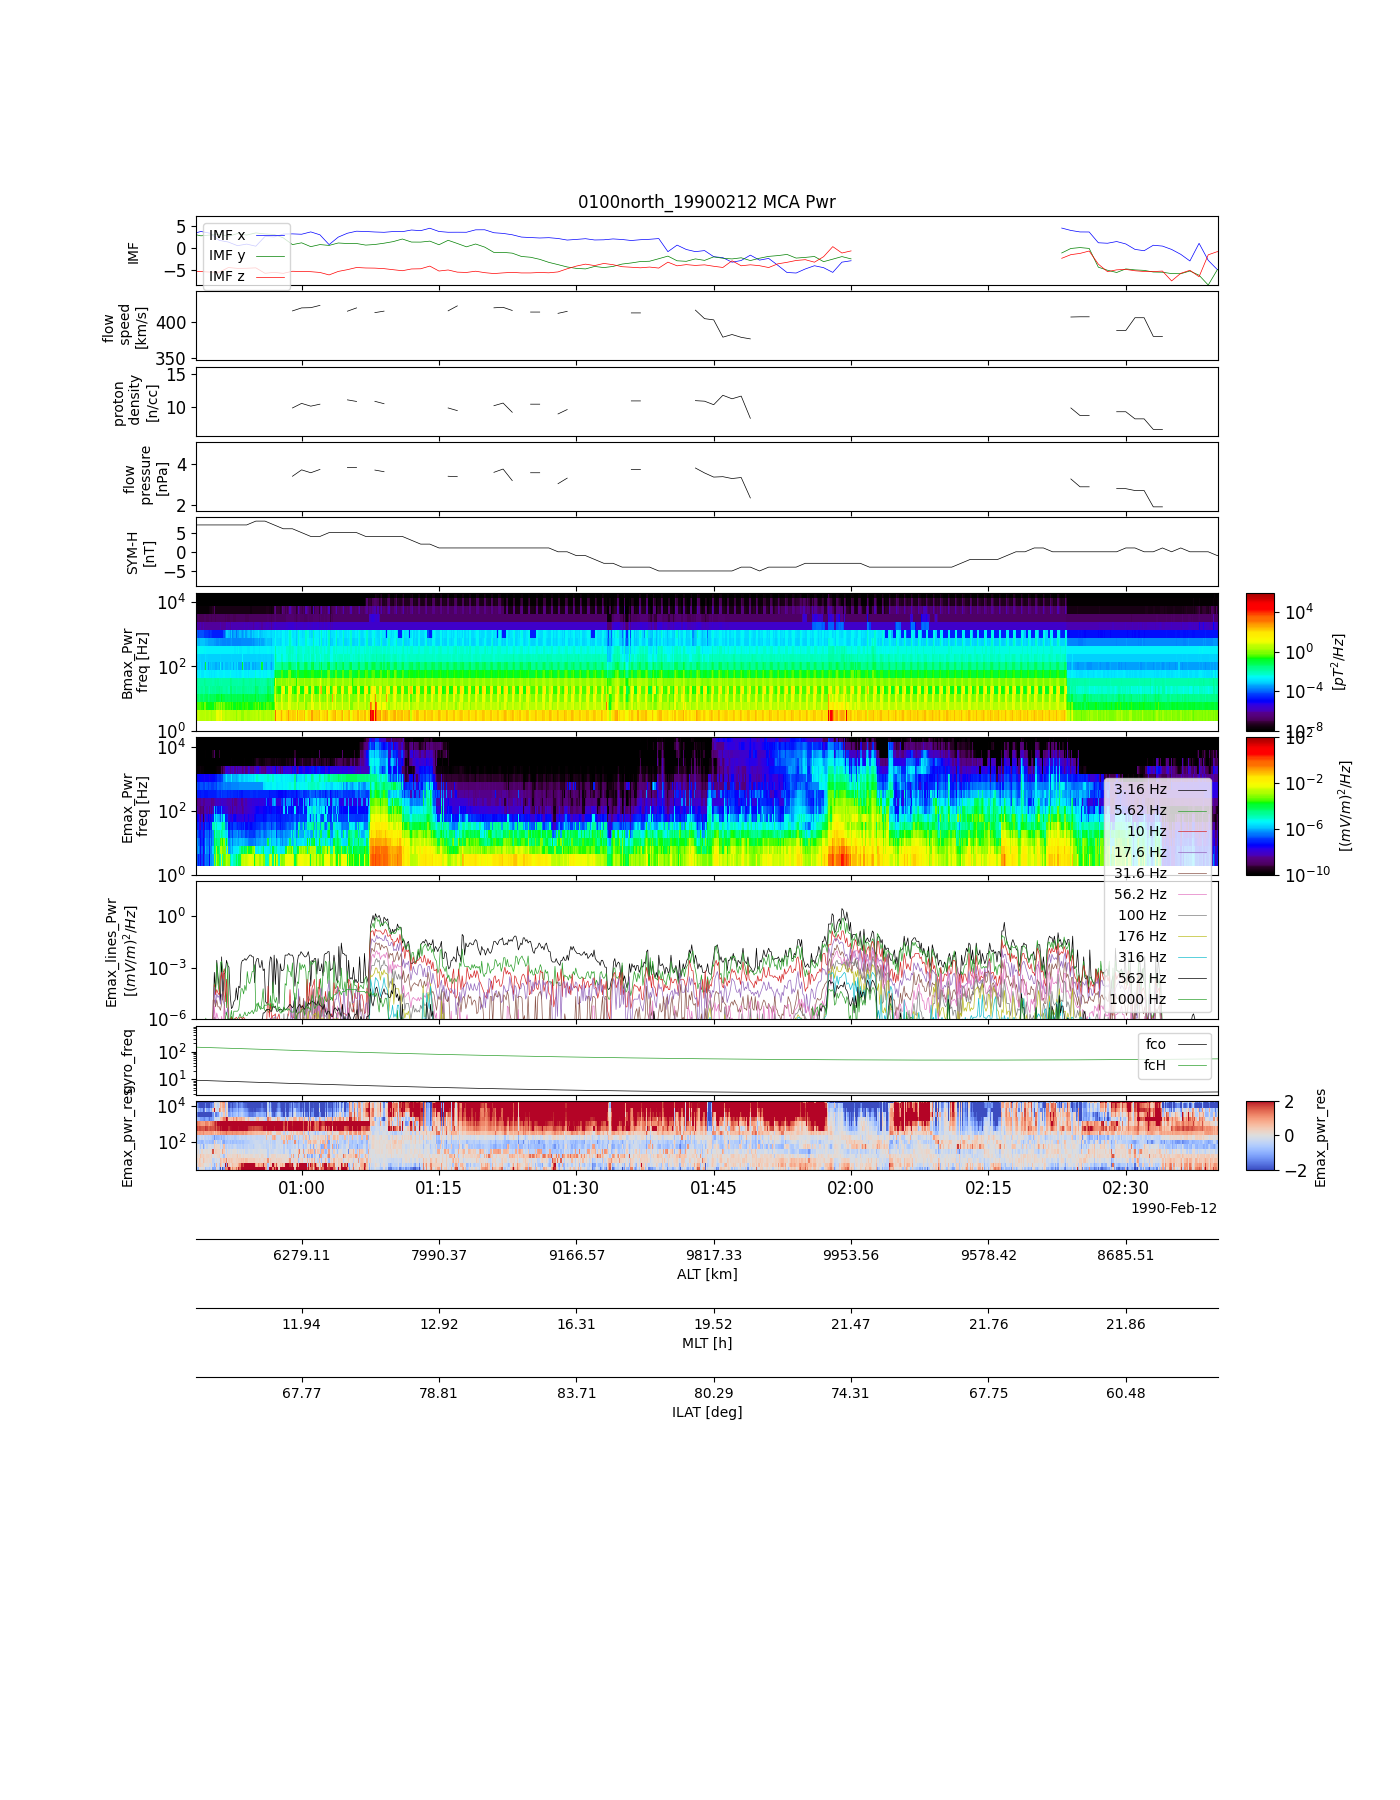 0100north_19900212 MCA Pwr
IMF
5
0
−5
IMF x
IMF y
IMF z
flow
speed
[km/s]
400
350
proton
density
[n/cc]
15
10
flow
pressure
[nPa]
4
2
SYM-H
[nT]
5
0
−5
Bmax_Pwr
freq [Hz]
10^4
10^2
10^0
10^4
10^0
10^−4
10^−8
[pT^2/Hz]
Emax_Pwr
freq [Hz]
10^4
10^2
10^0
10^2
10^−2
10^−6
10^−10
[(mV/m)^2/Hz]
3.16 Hz
5.62 Hz
10 Hz
17.6 Hz
31.6 Hz
56.2 Hz
100 Hz
176 Hz
316 Hz
562 Hz
1000 Hz
Emax_lines_Pwr
[(mV/m)^2/Hz]
10^0
10^−3
10^−6
gyro_freq
10^2
10^1
fco
fcH
Emax_pwr_res
10^4
10^2
2
0
−2
Emax_pwr_res
01:00 01:15 01:30 01:45 02:00 02:15 02:30
1990-Feb-12
6279.11 7990.37 9166.57 9817.33 9953.56 9578.42 8685.51
ALT [km]
11.94 12.92 16.31 19.52 21.47 21.76 21.86
MLT [h]
67.77 78.81 83.71 80.29 74.31 67.75 60.48
ILAT [deg]